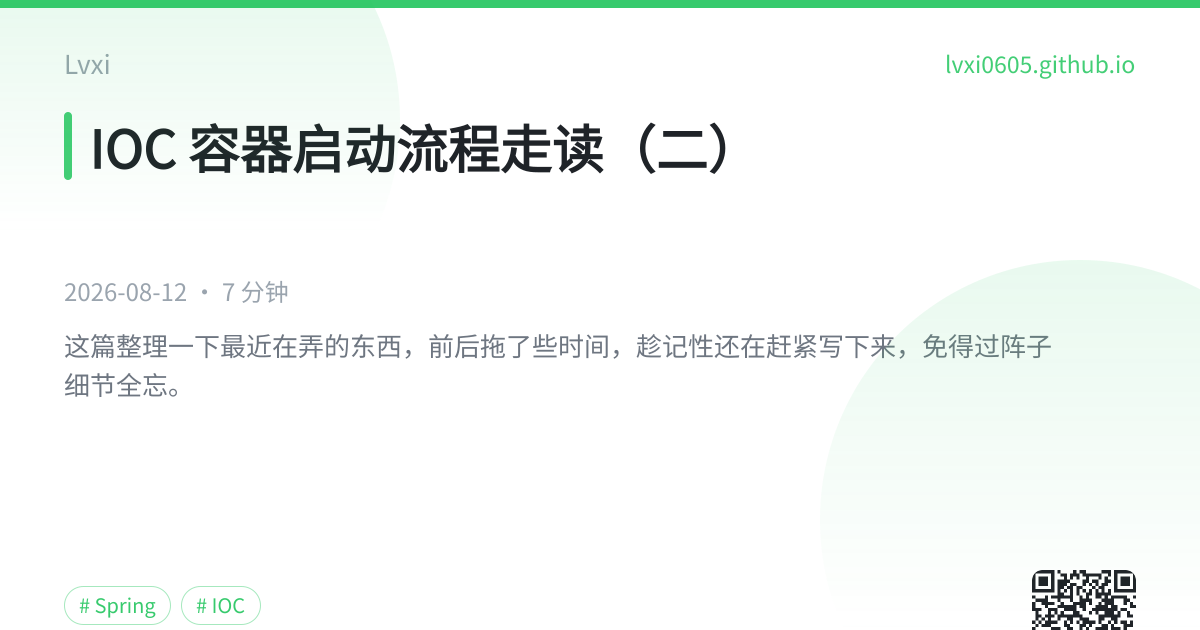 Lvxi
lvxi0605.github.io
IOC 容器启动流程走读（二）
2026-08-12 · 7 分钟
这篇整理一下最近在弄的东西，前后拖了些时间，趁记性还在赶紧写下来，免得过阵子
细节全忘。
# Spring
# IOC